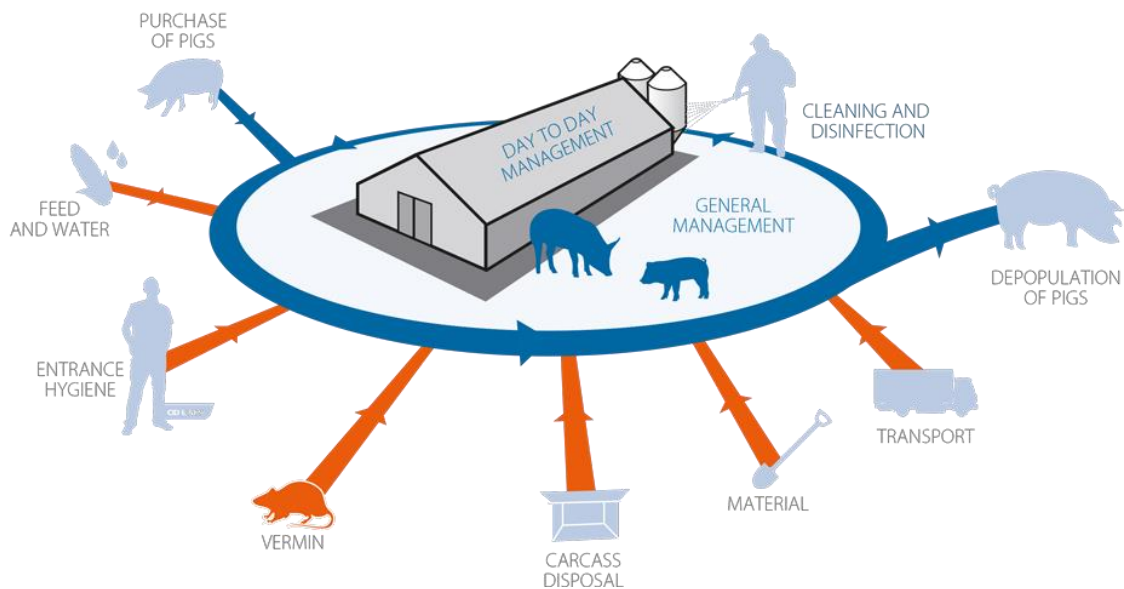 PURCHASE
OF PIGS
DAY TO DAY
MANAGEMENT
CLEANING AND
DISINFECTION
FEED
AND WATER
GENERAL
MANAGEMENT
DEPOPULATION
OF PIGS
ENTRANCE
HYGIENE
TRANSPORT
MATERIAL
VERMIN
CARCASS
DISPOSAL